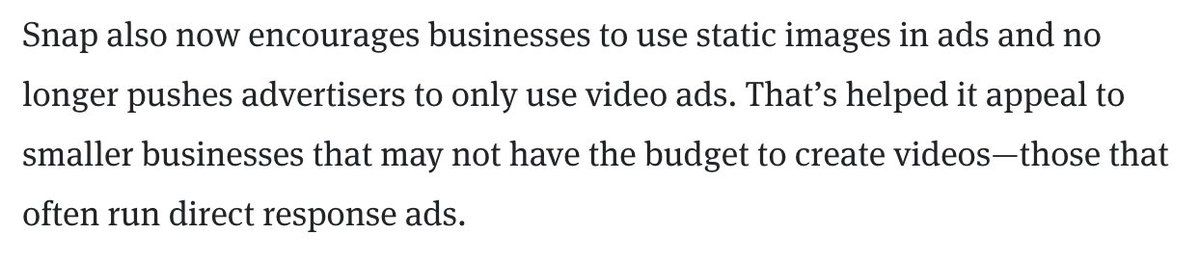 Snap also now encourages businesses to use static images in ads and no
longer pushes advertisers to only use video ads. That’s helped it appeal to
smaller businesses that may not have the budget to create videos—those that
often run direct response ads.